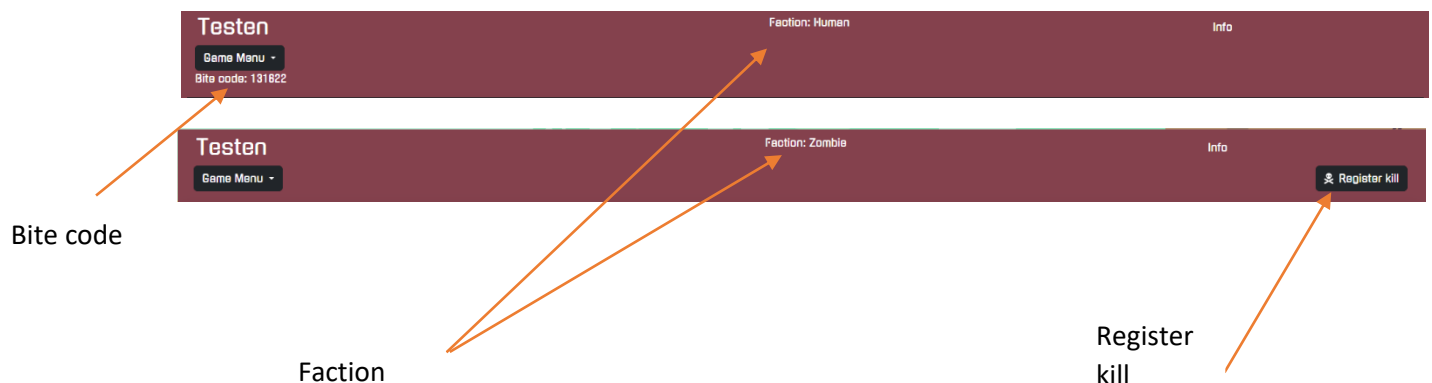 Testen
Faction: Human
Info
Game Menu
Bite code: 131622
Testen
Faction: Zombie
Info
Game Menu
Register kill
Bite code
Faction
Register
kill